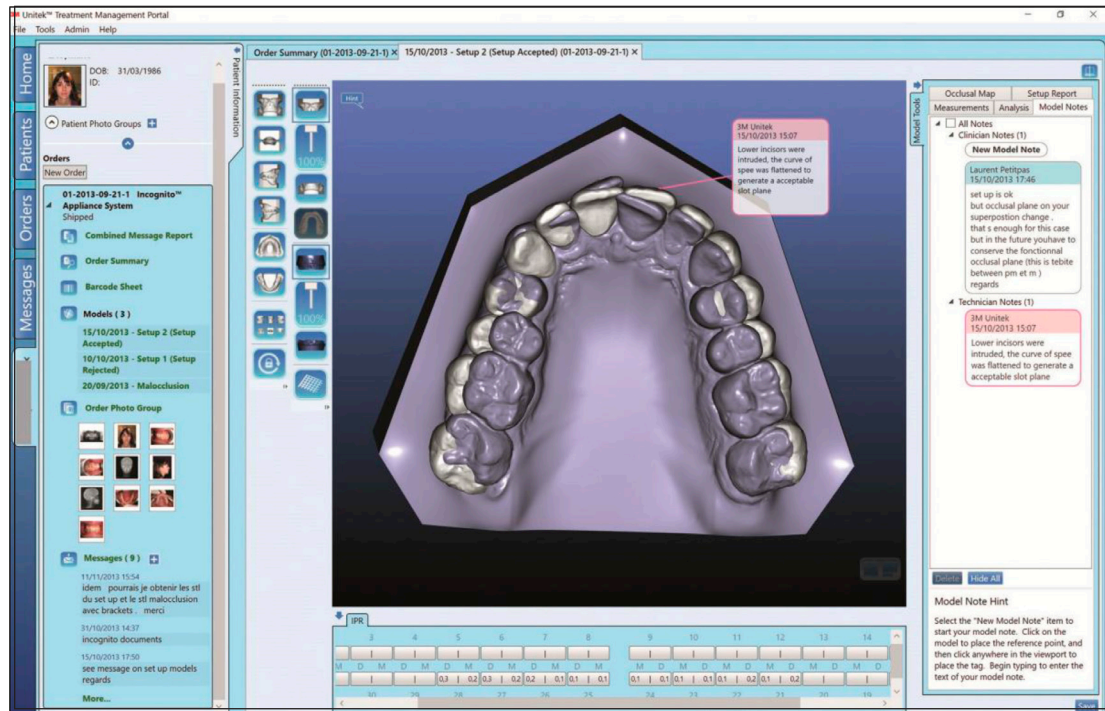 Unitek™ Treatment Management Portal
File Tools Admin Help
Home
Patients
Orders
Messages
DOB: 31/03/1986
ID:
Patient Photo Groups
Orders
New Order
01-2013-09-21-1 Incognito™
Appliance System
Shipped
Combined Message Report
Order Summary
Barcode Sheet
Models ( 3 )
15/10/2013 - Setup 2 (Setup
Accepted)
10/10/2013 - Setup 1 (Setup
Rejected)
20/09/2013 - Malocclusion
Order Photo Group
Messages ( 9 )
11/11/2013 15:54
idem pourrais je obtenir les stl
du set up et le stl malocclusion
avec brackets . merci
31/10/2013 14:37
incognito documents
15/10/2013 17:50
see message on set up models
regards
More...
Patient Information
Order Summary (01-2013-09-21-1) X
15/10/2013 - Setup 2 (Setup Accepted) (01-2013-09-21-1) X
100%
100%
Hint
3M Unitek
15/10/2013 15:07
Lower incisors were
intruded, the curve of
spee was flattened to
generate a acceptable
slot plane
IPR
3 4 5 6 7 8 9 10 11 12 13 14
M D M D M D M D M D M D M D M D M D M D M D M D
0,3 | 0,2 0,3 | 0,2 0,2 | 0,1 0,1 | 0,1 0,1 | 0,1 0,1 | 0,1 0,1 | 0,2 0,1 | 0,2
30 29 28 27 26 25 24 23 22 21 20 19
Model Tools
Occlusal Map Setup Report
Measurements Analysis Model Notes
All Notes
Clinician Notes (1)
New Model Note
Laurent Petitpas
15/10/2013 17:46
set up is ok
but occlusal plane on your
superpostion change .
that s enough for this case
but in the future youhave to
conserve the fonctionnal
occlusal plane (this is tebite
between pm et m )
regards
Technician Notes (1)
3M Unitek
15/10/2013 15:07
Lower incisors were
intruded, the curve of spee
was flattened to generate a
acceptable slot plane
Delete Hide All
Model Note Hint
Select the "New Model Note" item to
start your model note. Click on the
model to place the reference point, and
then click anywhere in the viewport to
place the tag. Begin typing to enter the
text of your model note.
Save